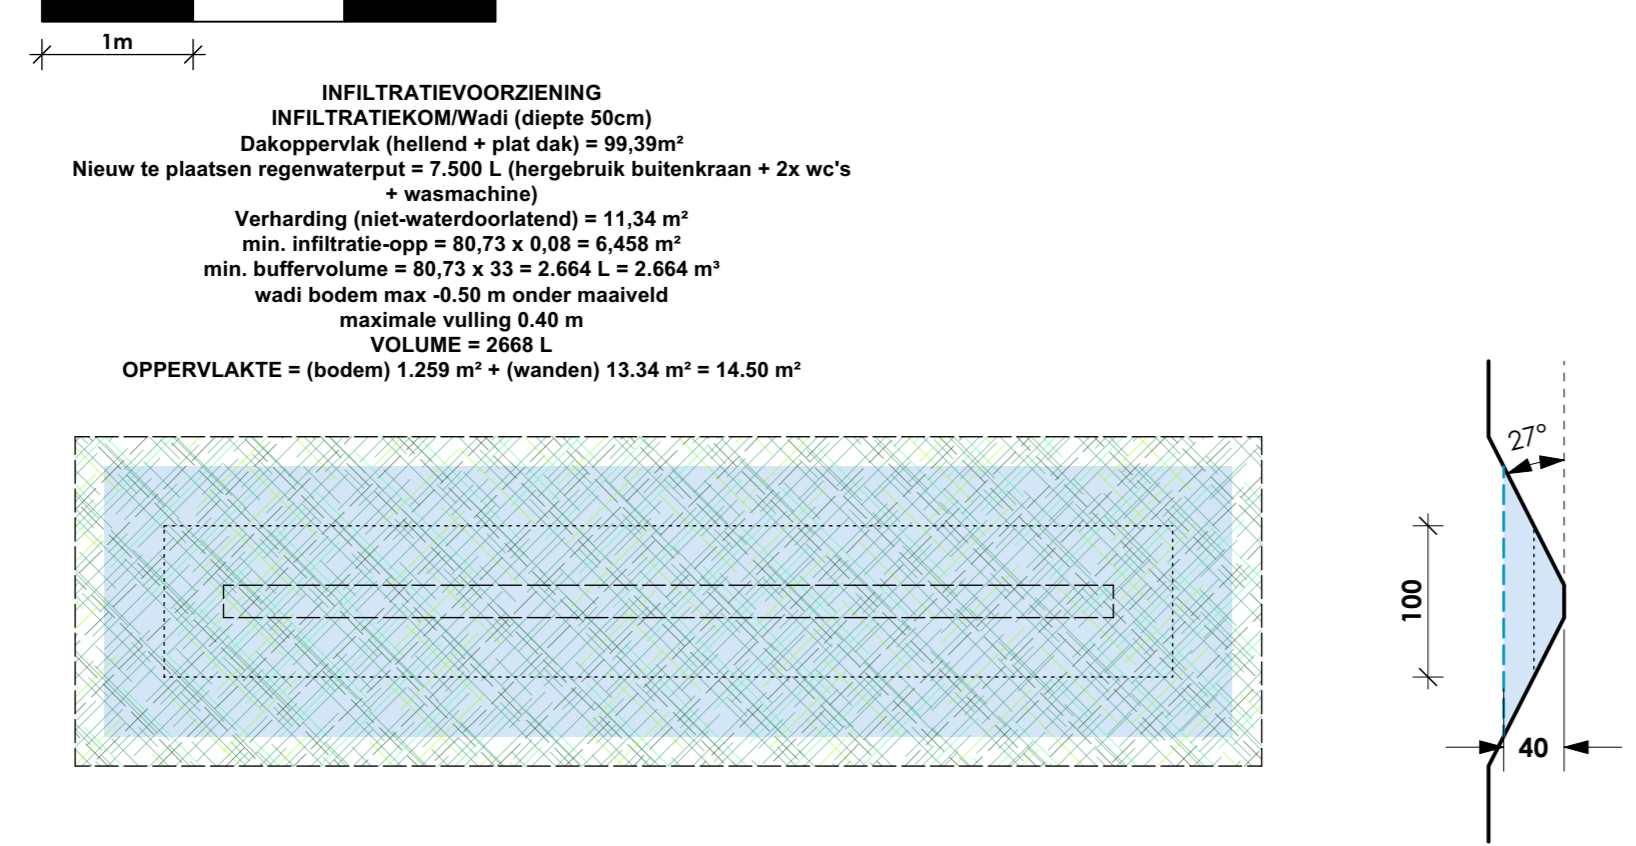 1m
INFILTRATIEVOORZIENING
INFILTRATIEKOM/Wadi (diepte 50cm)
Dakoppervlak (hellend + plat dak) = 99,39m²
Nieuw te plaatsen regenwaterput = 7.500 L (hergebruik buitenkraan + 2x wc's
+ wasmachine)
Verharding (niet-waterdoorlatend) = 11,34 m²
min. infiltratie-opp = 80,73 x 0,08 = 6,458 m²
min. buffervolume = 80,73 x 33 = 2.664 L = 2.664 m³
wadi bodem max -0.50 m onder maaiveld
maximale vulling 0.40 m
VOLUME = 2668 L
OPPERVLAKTE = (bodem) 1.259 m² + (wanden) 13.34 m² = 14.50 m²
27°
100
40